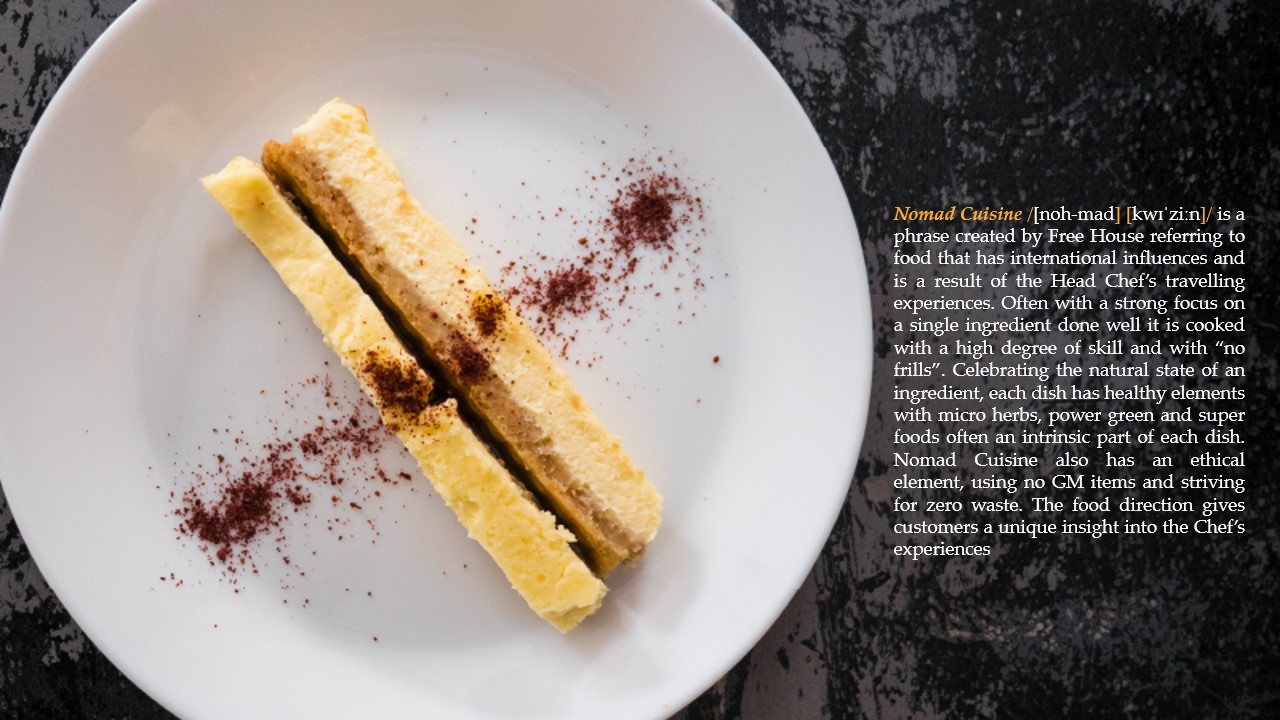 Nomad Cuisine /[noh-mad] [kwɪˈziːn]/ is a
phrase created by Free House referring to
food that has international influences and
is a result of the Head Chef’s travelling
experiences. Often with a strong focus on
a single ingredient done well it is cooked
with a high degree of skill and with “no
frills”. Celebrating the natural state of an
ingredient, each dish has healthy elements
with micro herbs, power green and super
foods often an intrinsic part of each dish.
Nomad Cuisine also has an ethical
element, using no GM items and striving
for zero waste. The food direction gives
customers a unique insight into the Chef’s
experiences